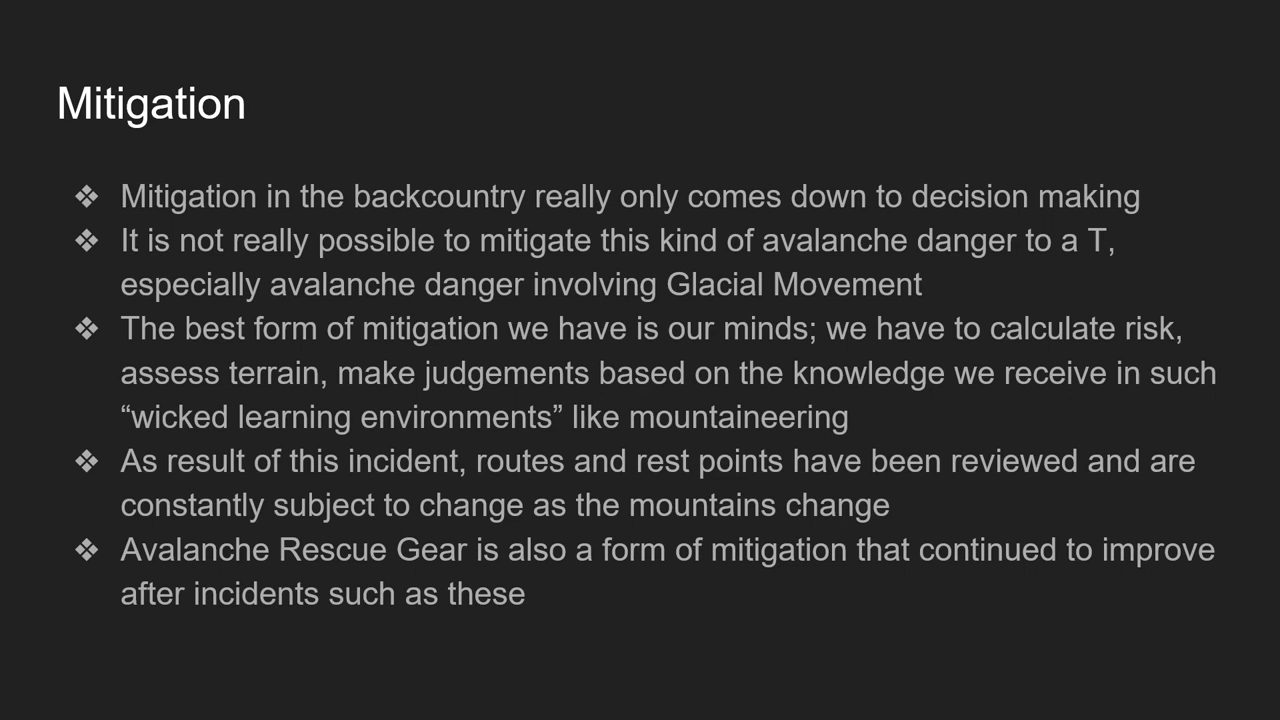 Mitigation
❖ Mitigation in the backcountry really only comes down to decision making
❖ It is not really possible to mitigate this kind of avalanche danger to a T,
especially avalanche danger involving Glacial Movement
❖ The best form of mitigation we have is our minds; we have to calculate risk,
assess terrain, make judgements based on the knowledge we receive in such
“wicked learning environments” like mountaineering
❖ As result of this incident, routes and rest points have been reviewed and are
constantly subject to change as the mountains change
❖ Avalanche Rescue Gear is also a form of mitigation that continued to improve
after incidents such as these